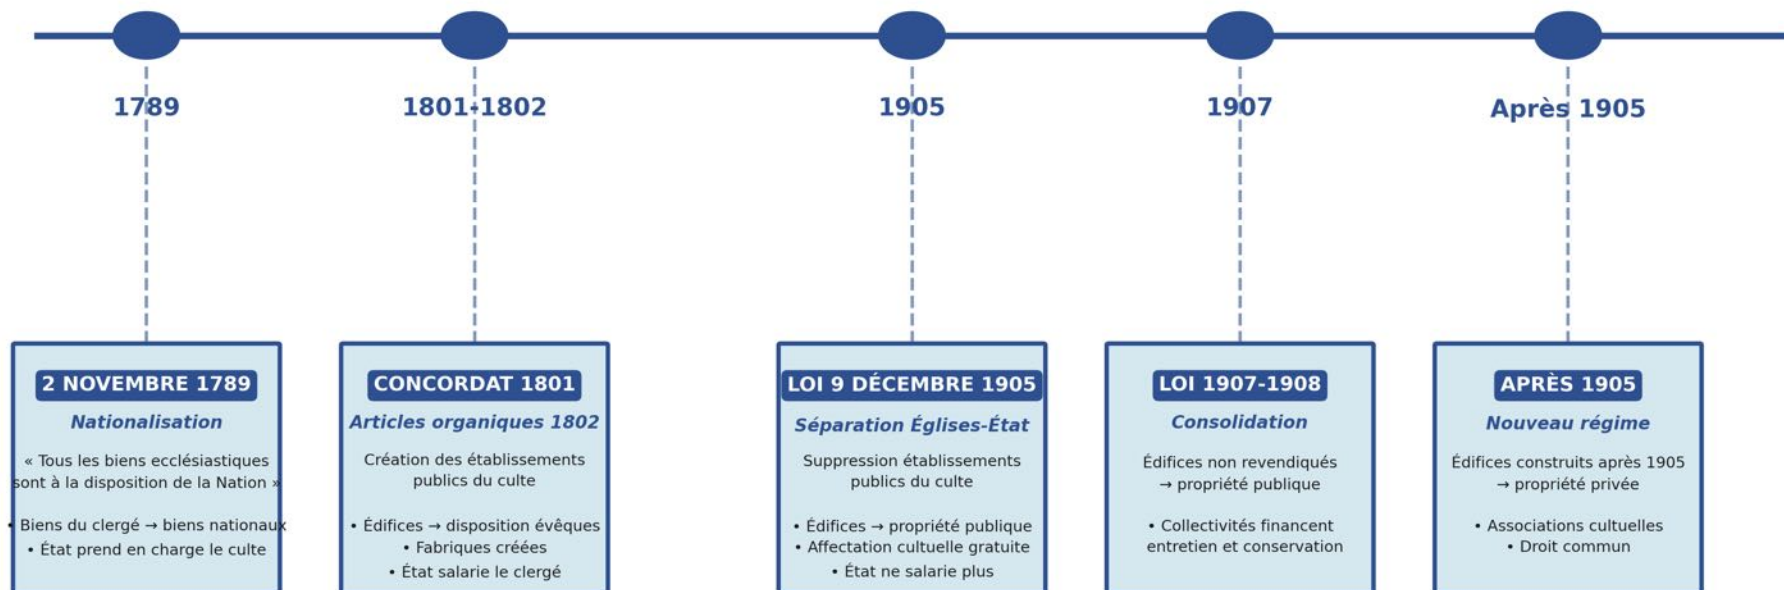 1789
1801-1802
1905
1907
Après 1905
2 NOVEMBRE 1789
Nationalisation
« Tous les biens ecclésiastiques
sont à la disposition de la Nation »
• Biens du clergé → biens nationaux
• État prend en charge le culte
CONCORDAT 1801
Articles organiques 1802
Création des établissements
publics du culte
• Édifices → disposition évêques
• Fabriques créées
• État salarie le clergé
LOI 9 DÉCEMBRE 1905
Séparation Églises-État
Suppression établissements
publics du culte
• Édifices → propriété publique
• Affectation cultuelle gratuite
• État ne salarie plus
LOI 1907-1908
Consolidation
Édifices non revendiqués
→ propriété publique
• Collectivités financent
entretien et conservation
APRÈS 1905
Nouveau régime
Édifices construits après 1905
→ propriété privée
• Associations cultuelles
• Droit commun